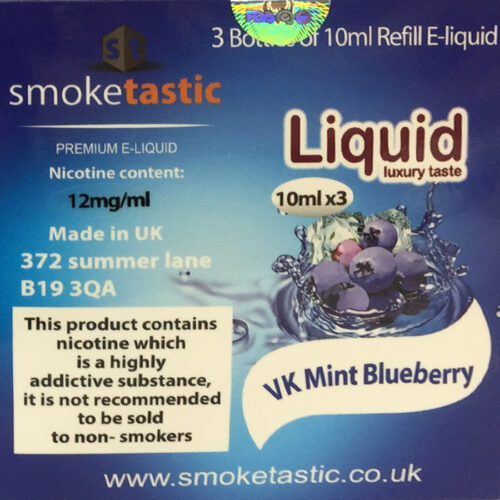 3 Bottles of 10ml Refill E-liquid
smoketastic
PREMIUM E-LIQUID
Nicotine content:
12mg/ml
Made in UK
372 summer lane
B19 3QA
This product contains
nicotine which
is a highly
addictive substance,
it is not recommended
to be sold
to non- smokers
Liquid
luxury taste
10ml x3
VK Mint Blueberry
www.smoketastic.co.uk